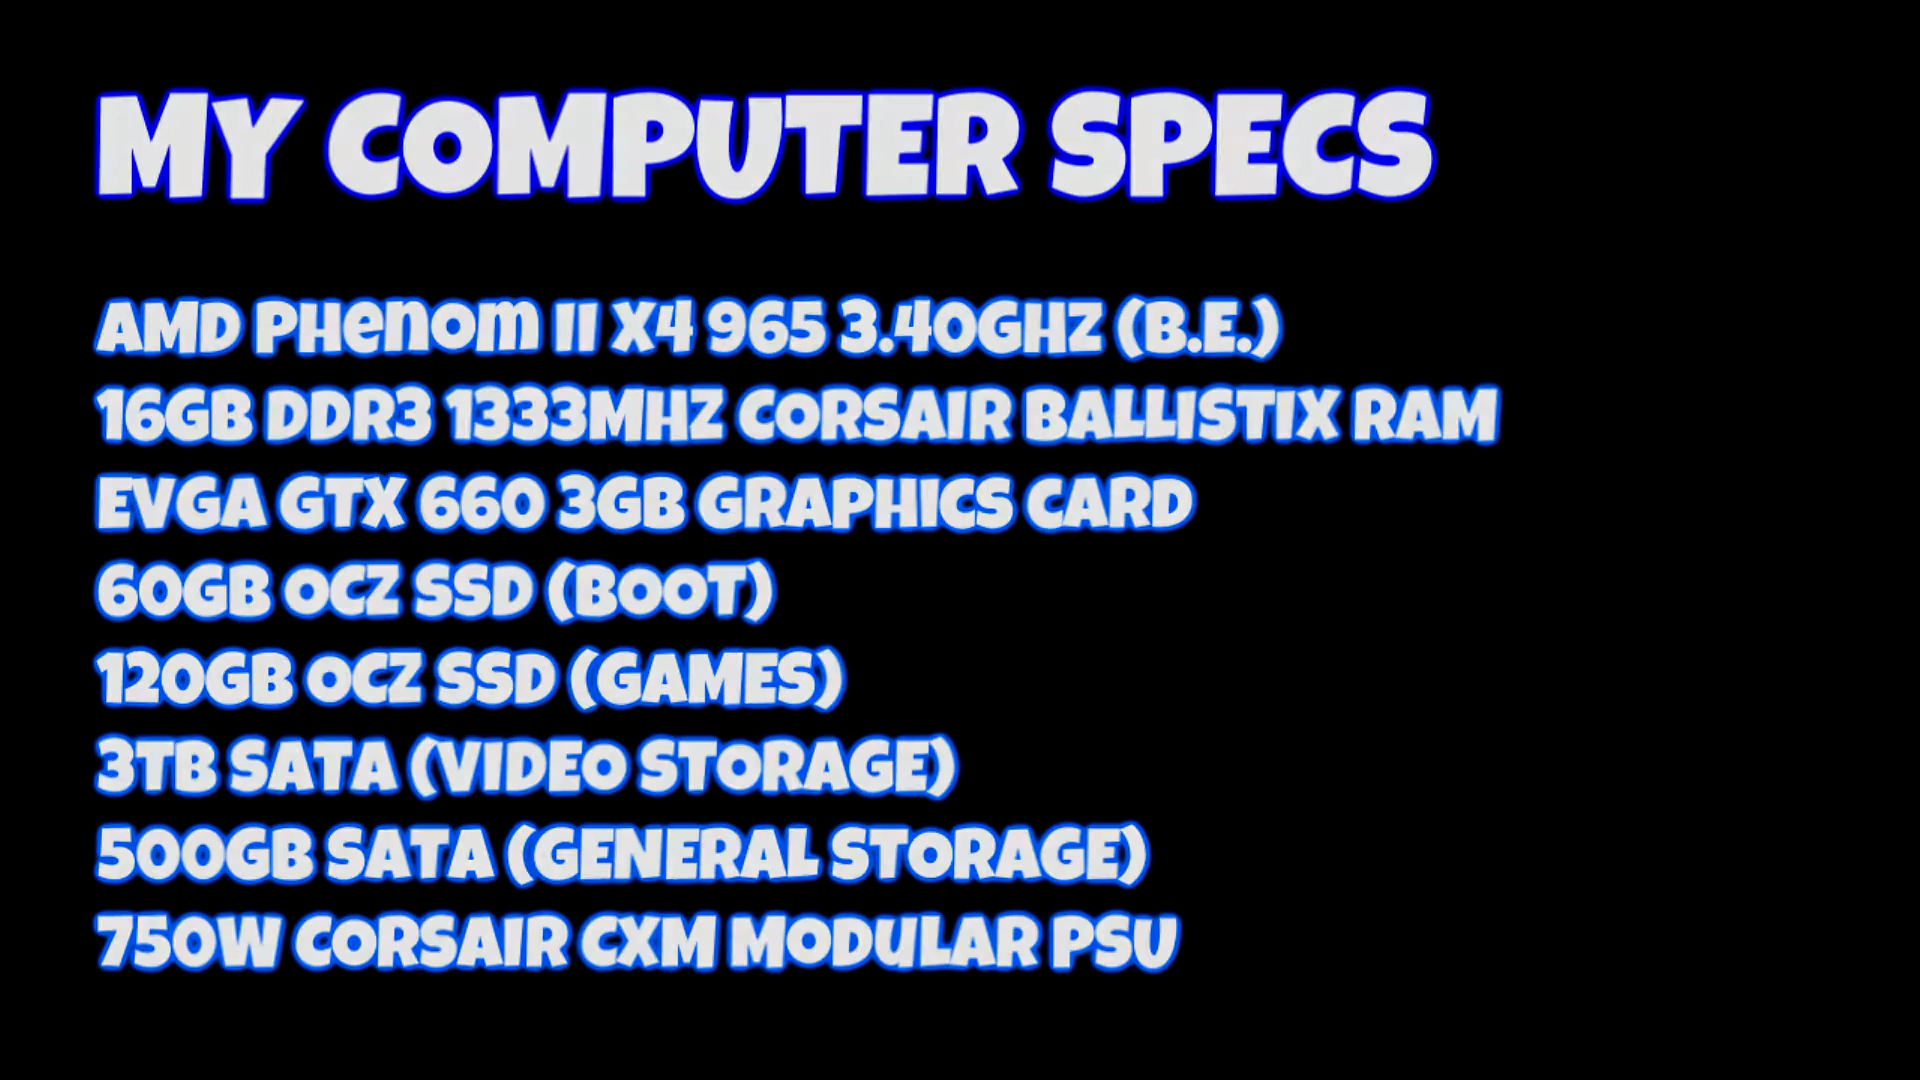 MY COMPUTER SPECS
AMD PHenom II X4 965 3.40GHZ (B.E.)
16GB DDR3 1333MHZ CORSAIR BALLISTIX RAM
EVGA GTX 660 3GB GRAPHICS CARD
60GB OCZ SSD (BOOT)
120GB OCZ SSD (GAMES)
3TB SATA (VIDEO STORAGE)
500GB SATA (GENERAL STORAGE)
750W CORSAIR CXM MODULAR PSU